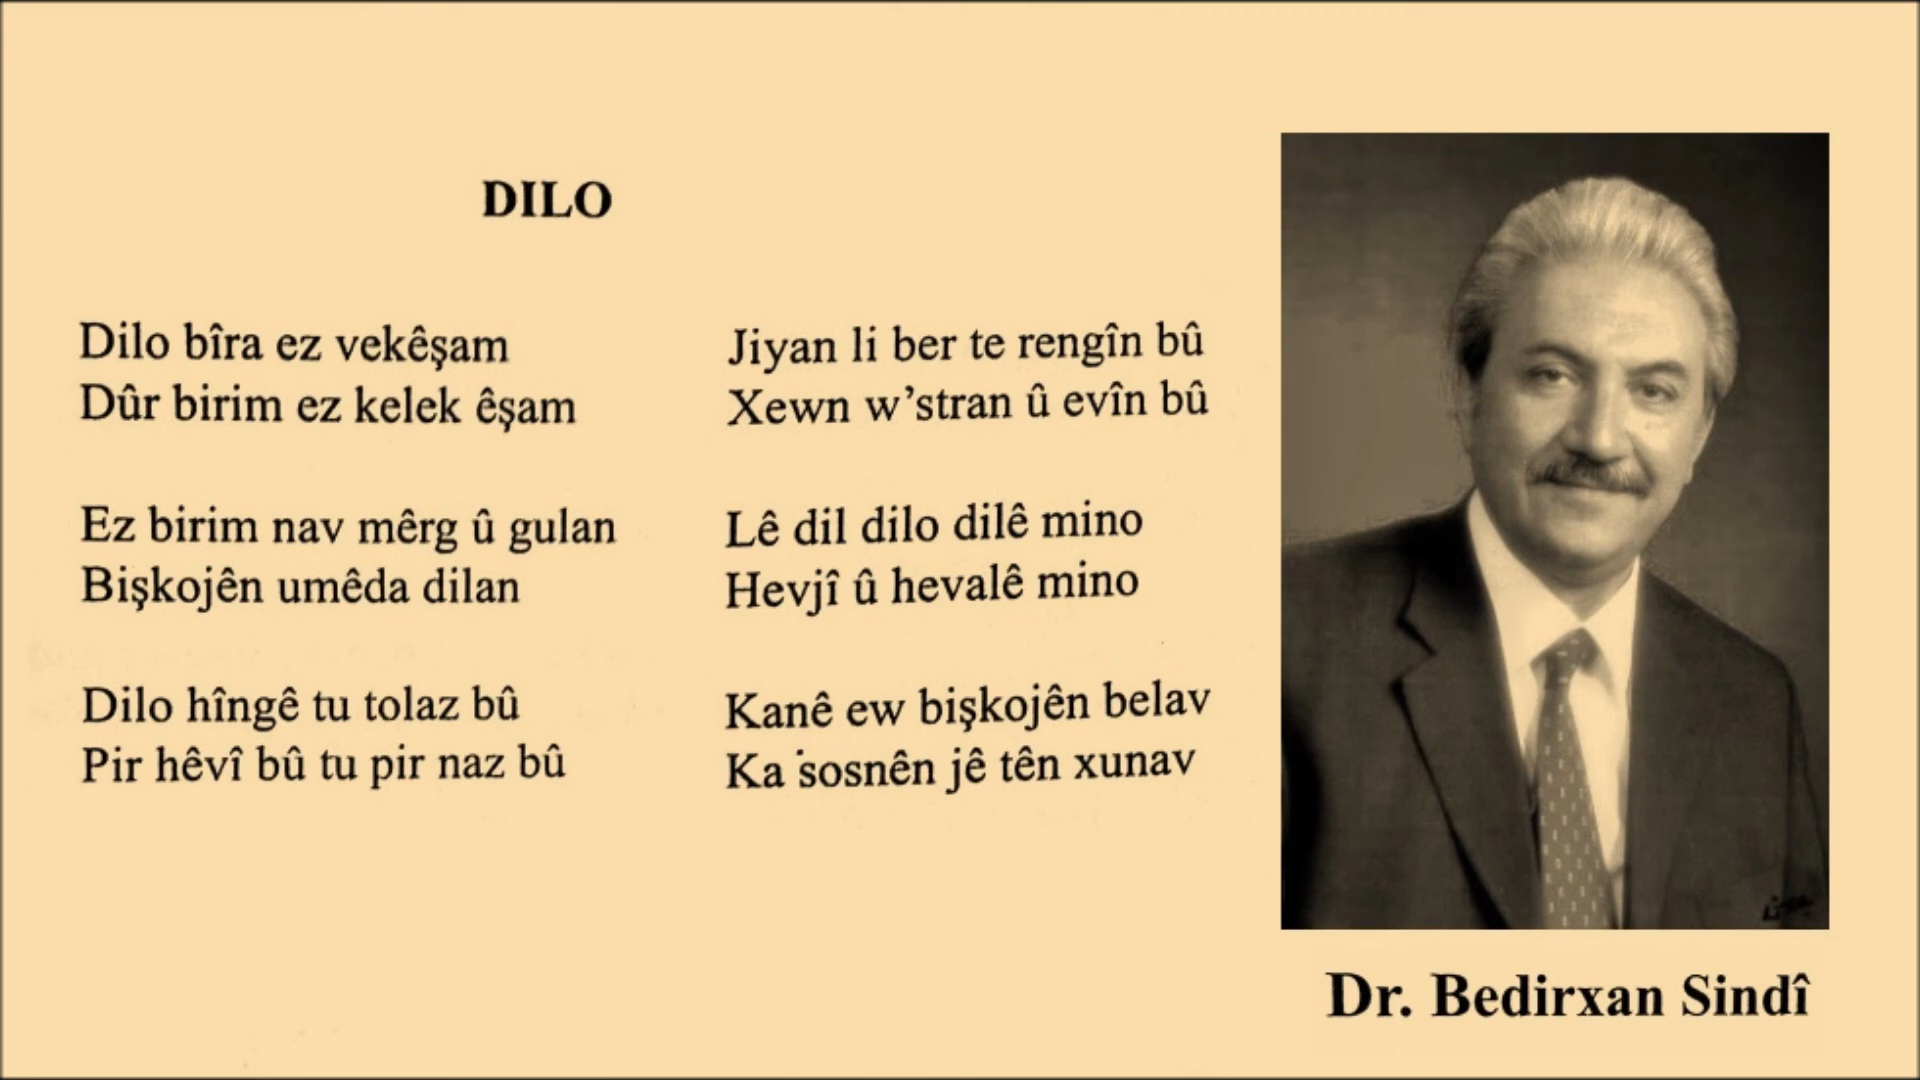 DILO
Dilo bîra ez vekêşam
Dûr birim ez kelek êşam
Ez birim nav mêrg û gulan
Bişkojên umêda dilan
Dilo hîngê tu tolaz bû
Pir hêvî bû tu pir naz bû
Jiyan li ber te rengîn bû
Xewn w’stran û evîn bû
Lê dil dilo dilê mino
Hevjî û hevalê mino
Kanê ew bişkojên belav
Ka sosnên jê tên xunav
Dr. Bedirxan Sindî